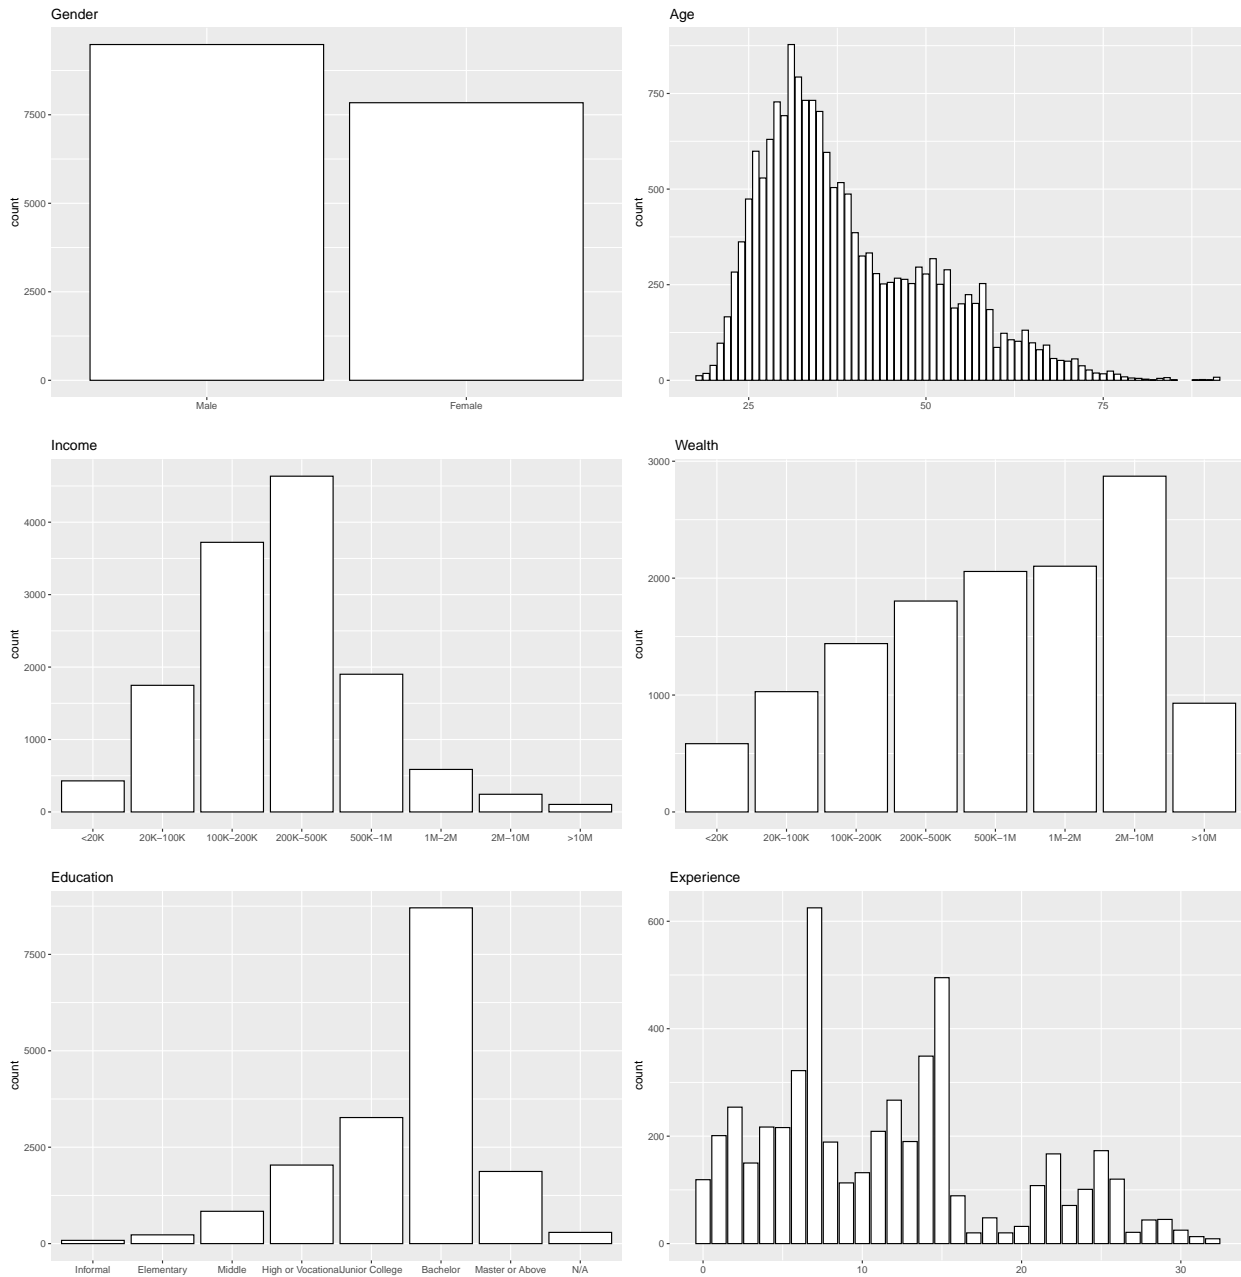 Gender
count
7500
5000
2500
0
Male Female
Age
count
750
500
250
0
25 50 75
Income
count
4000
3000
2000
1000
0
<20K 20K–100K 100K–200K 200K–500K 500K–1M 1M–2M 2M–10M >10M
Wealth
count
3000
2000
1000
0
<20K 20K–100K 100K–200K 200K–500K 500K–1M 1M–2M 2M–10M >10M
Education
count
7500
5000
2500
0
Informal Elementary Middle High or Vocational Junior College Bachelor Master or Above N/A
Experience
count
600
400
200
0
0 10 20 30